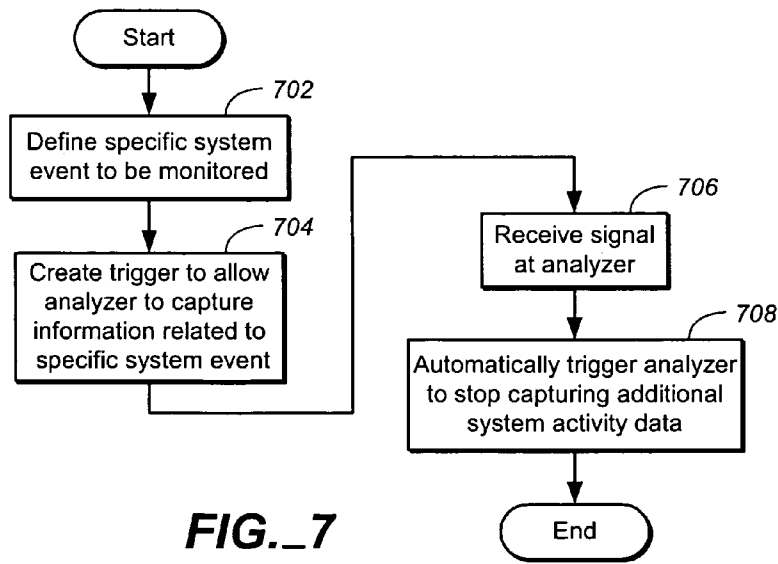 Start
702
Define specific system
event to be monitored
704
Create trigger to allow
analyzer to capture
information related to
specific system event
706
Receive signal
at analyzer
708
Automatically trigger analyzer
to stop capturing additional
system activity data
End
FIG._7